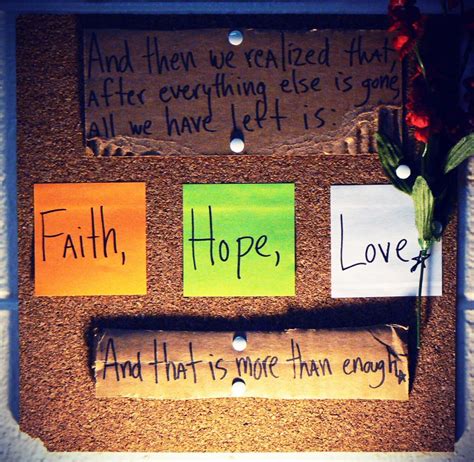 And then we realized that,
after everything else is gone,
all we have left is:
Faith, Hope, Love
And that is more than enough